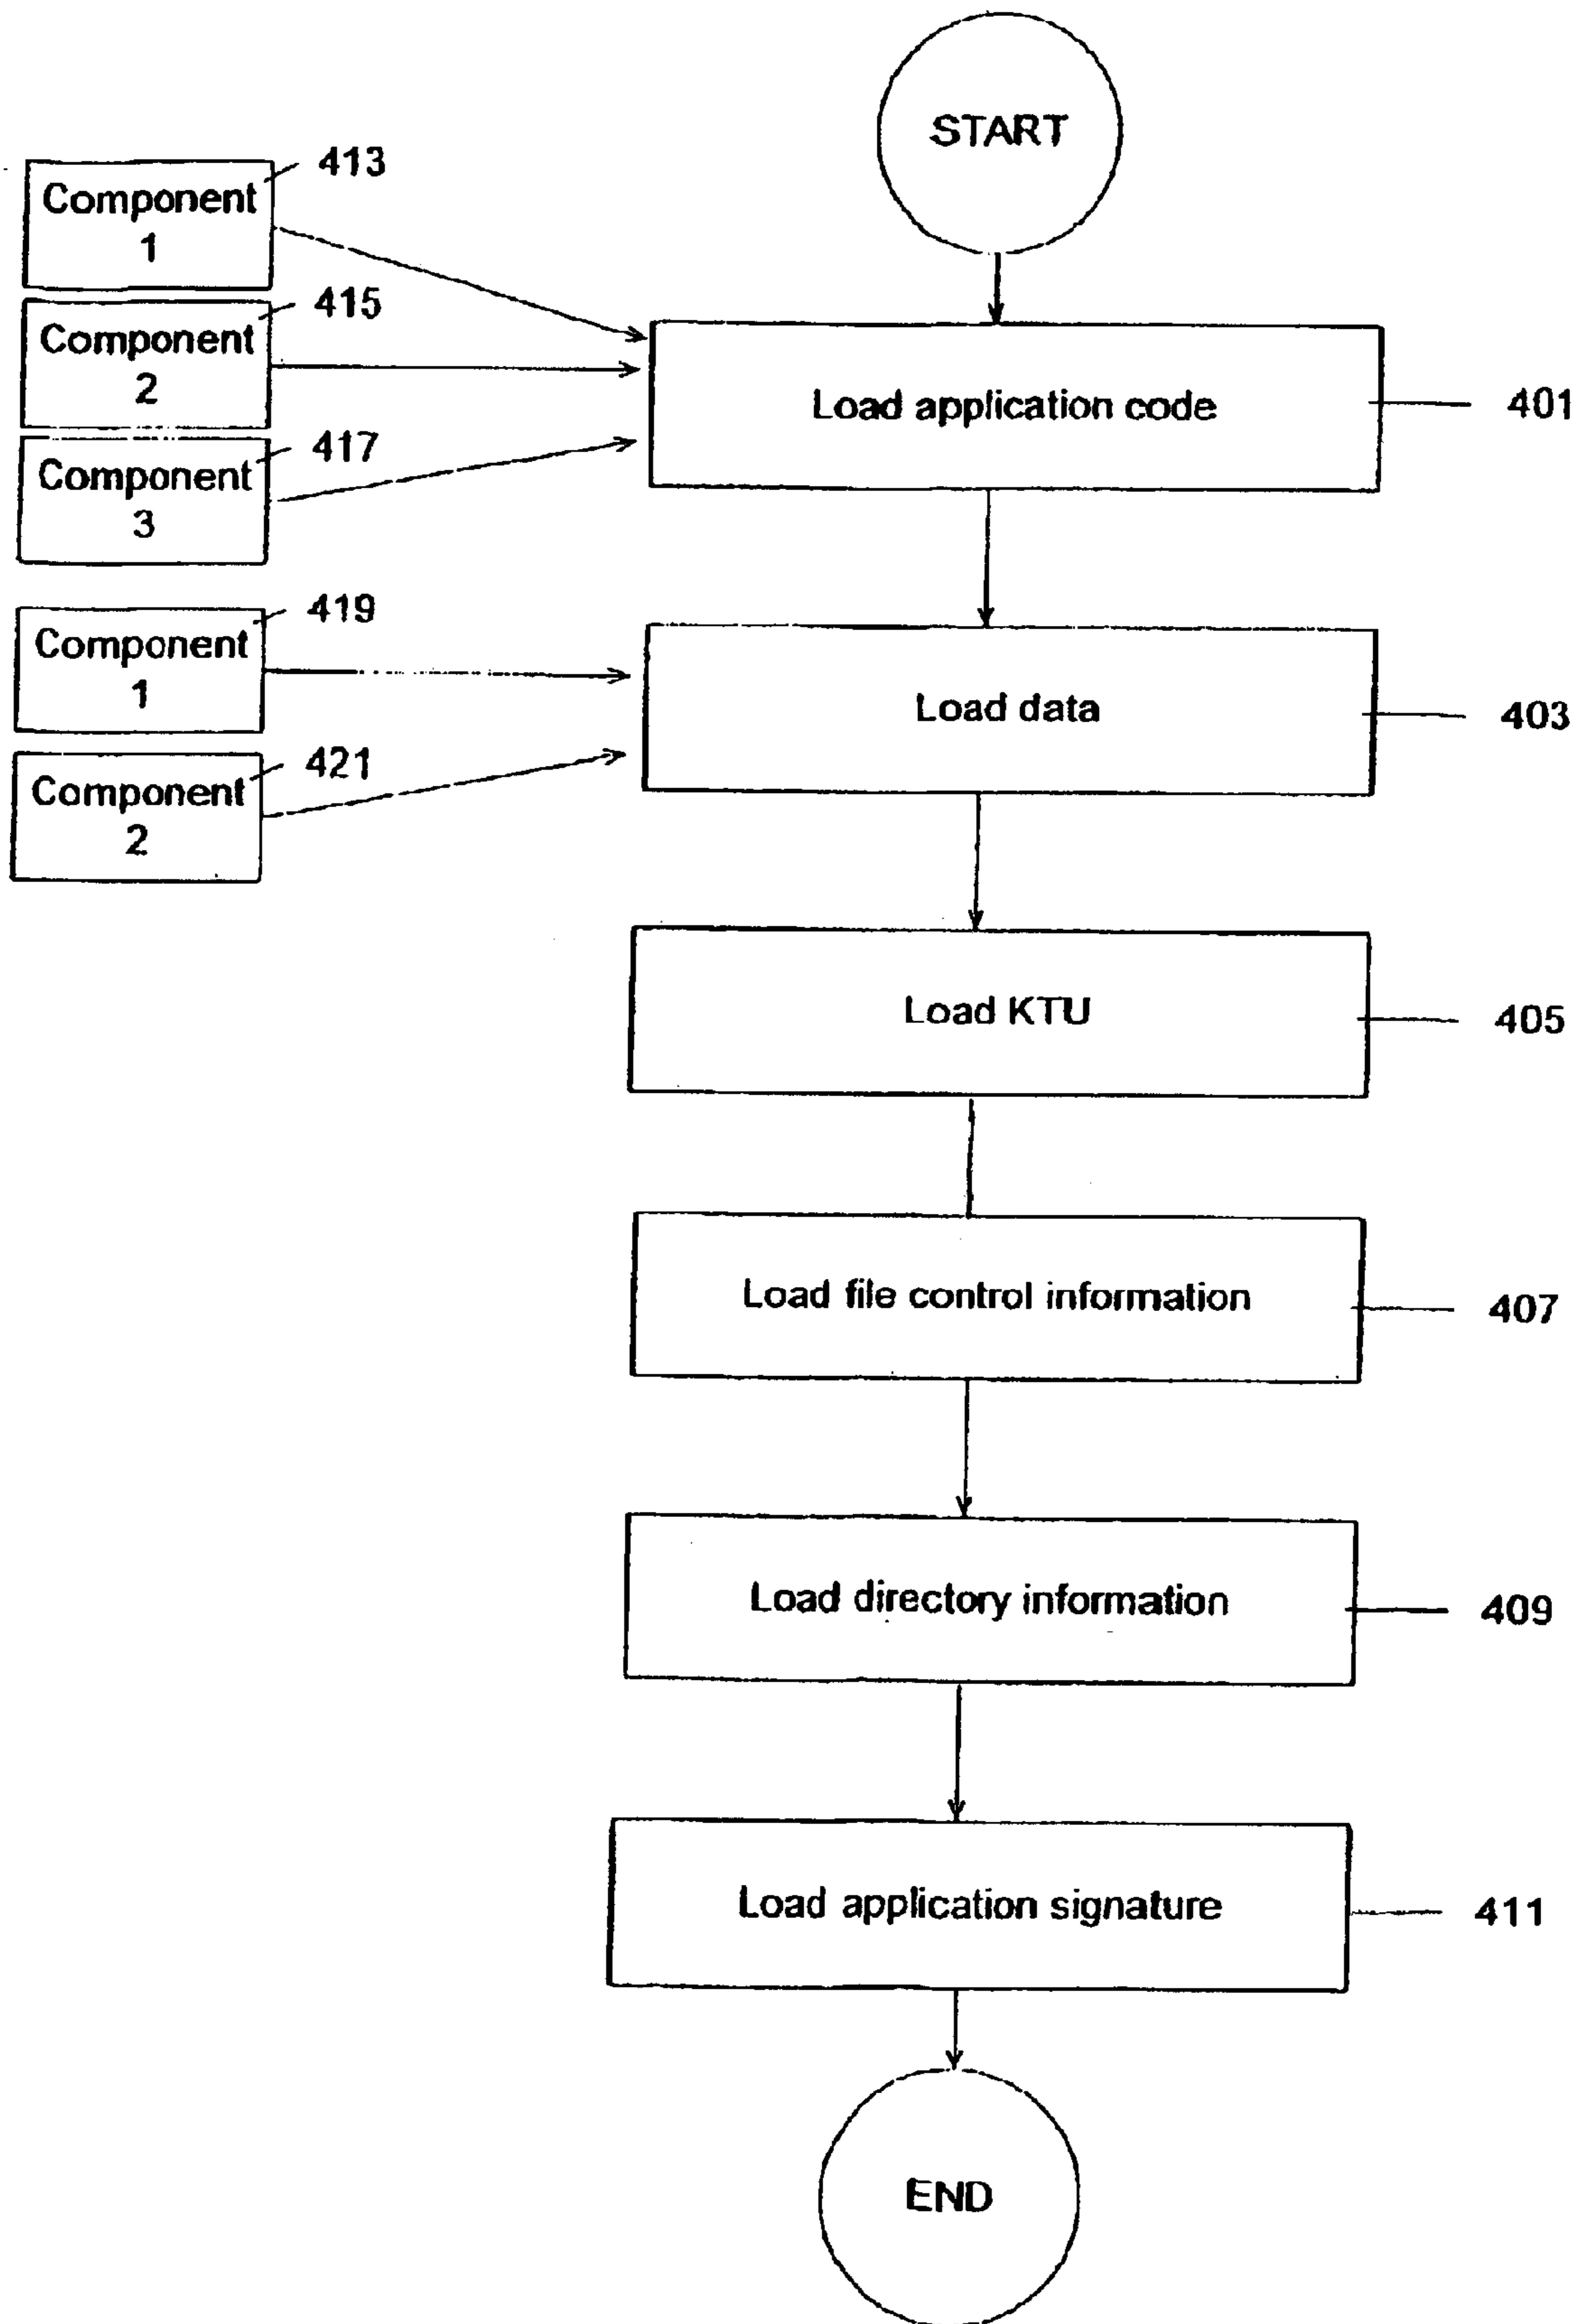 START
413
Component
1
415
Component
2
417
Component
3
Load application code
401
419
Component
1
421
Component
2
Load data
403
Load KTU
405
Load file control information
407
Load directory information
409
Load application signature
411
END